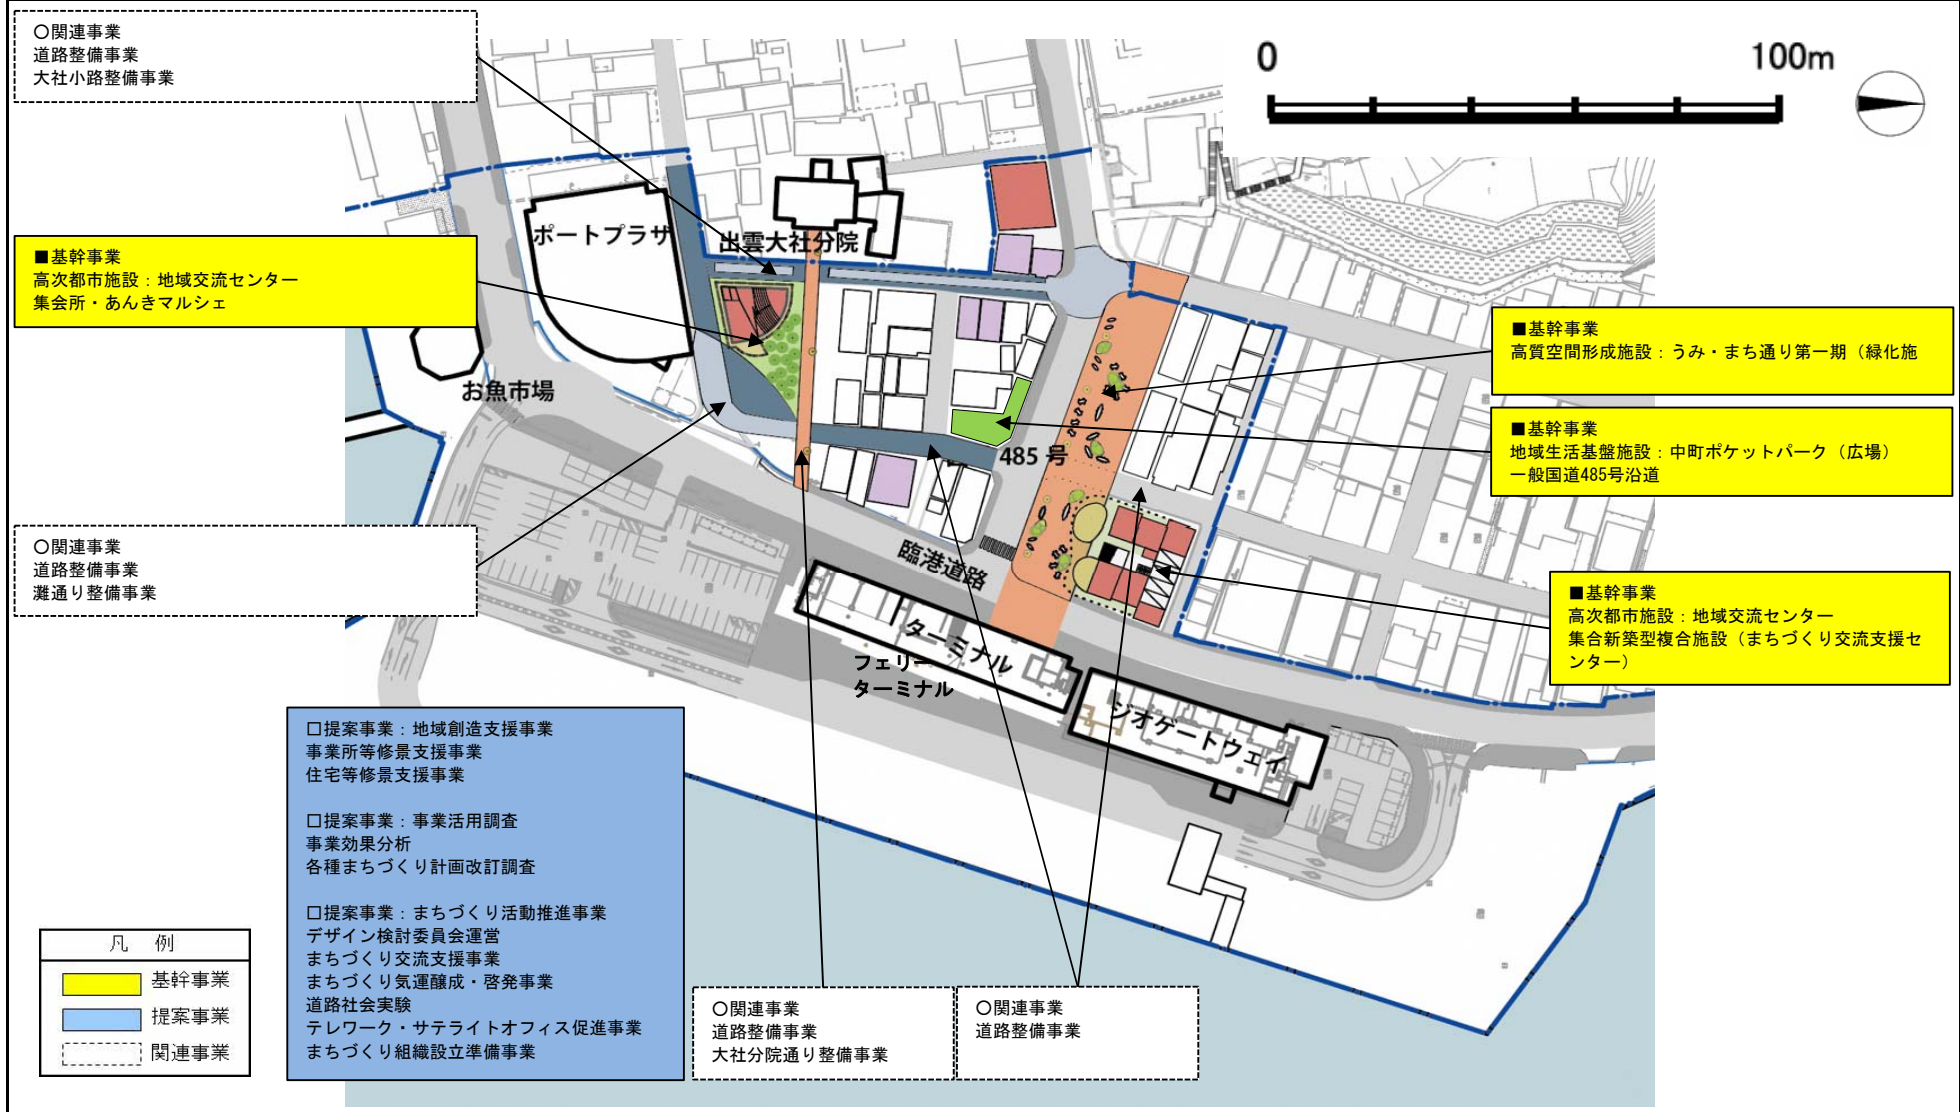 〇関連事業
道路整備事業
大社小路整備事業
0
100m
■基幹事業
高次都市施設：地域交流センター
集会所・あんきマルシェ
ポートプラザ
出雲大社分院
お魚市場
■基幹事業
高質空間形成施設：うみ・まち通り第一期（緑化施
■基幹事業
地域生活基盤施設：中町ポケットパーク（広場）
一般国道485号沿道
485 号
〇関連事業
道路整備事業
灘通り整備事業
臨港道路
■基幹事業
高次都市施設：地域交流センター
集合新築型複合施設（まちづくり交流支援セ
ンター）
ターミナル
フェリー
ターミナル
ジオゲートウェイ
□提案事業：地域創造支援事業
事業所等修景支援事業
住宅等修景支援事業
□提案事業：事業活用調査
事業効果分析
各種まちづくり計画改訂調査
□提案事業：まちづくり活動推進事業
デザイン検討委員会運営
まちづくり交流支援事業
まちづくり気運醸成・啓発事業
道路社会実験
テレワーク・サテライトオフィス促進事業
まちづくり組織設立準備事業
〇関連事業
道路整備事業
大社分院通り整備事業
〇関連事業
道路整備事業
凡　例
基幹事業
提案事業
関連事業